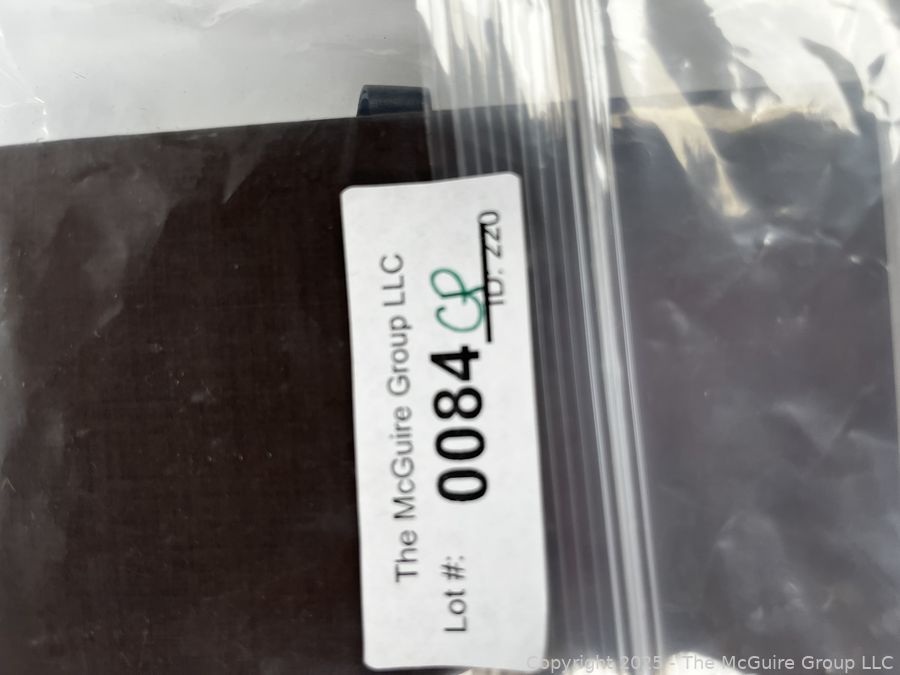 The McGuire Group LLC
Lot #: 0084 CP
ID: 220
Copyright 2025 - The McGuire Group LLC